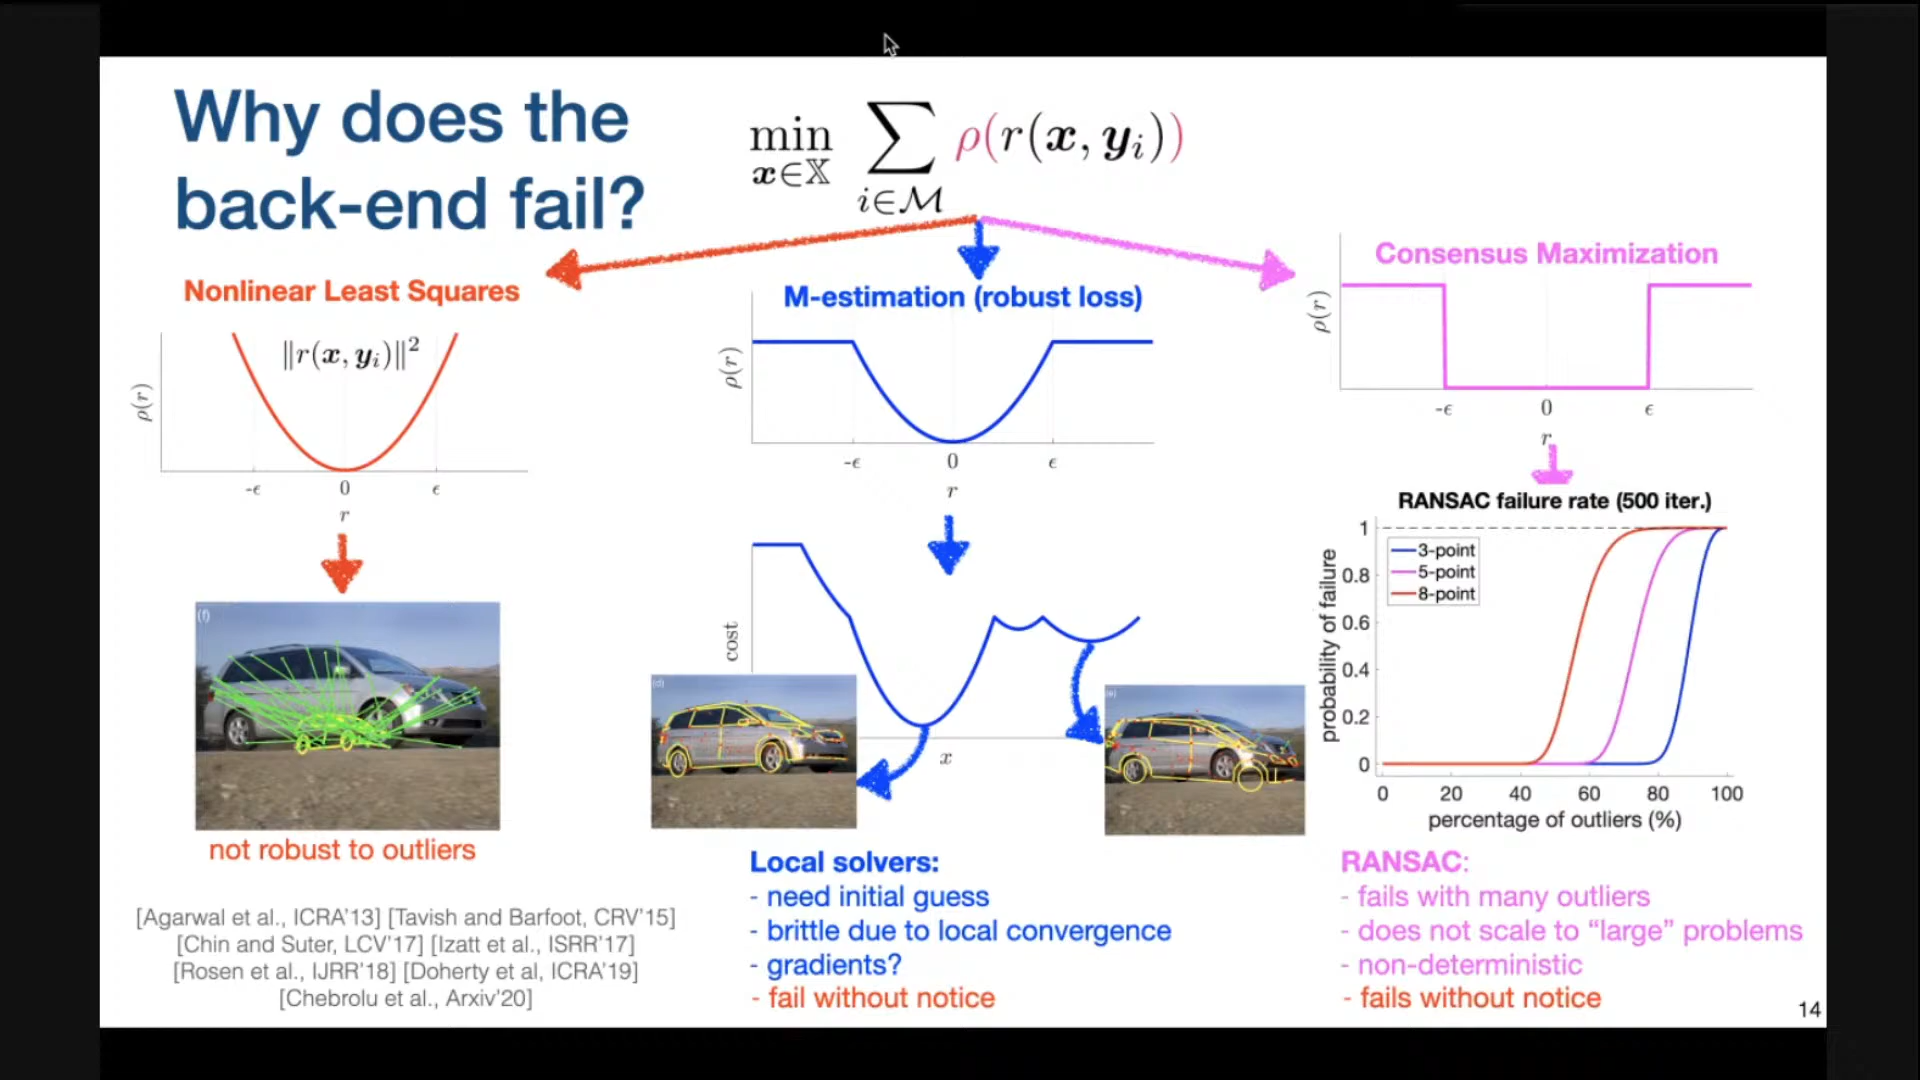 Why does the
back-end fail?
min x∈𝕏 ∑ i∈ℳ ρ(r(x, y_i))
Nonlinear Least Squares
‖r(x, y_i)‖²
ρ(r)
-ϵ 0 ϵ
r
(f)
not robust to outliers
[Agarwal et al., ICRA'13] [Tavish and Barfoot, CRV'15]
[Chin and Suter, LCV'17] [Izatt et al., ISRR'17]
[Rosen et al., IJRR'18] [Doherty et al, ICRA'19]
[Chebrolu et al., Arxiv'20]
M-estimation (robust loss)
ρ(r)
-ϵ 0 ϵ
r
cost
x
(d)
(e)
Local solvers:
- need initial guess
- brittle due to local convergence
- gradients?
- fail without notice
Consensus Maximization
ρ(r)
-ϵ 0 ϵ
r
RANSAC failure rate (500 iter.)
probability of failure
1
0.8
0.6
0.4
0.2
0
3-point
5-point
8-point
0 20 40 60 80 100
percentage of outliers (%)
RANSAC:
- fails with many outliers
- does not scale to “large” problems
- non-deterministic
- fails without notice
14